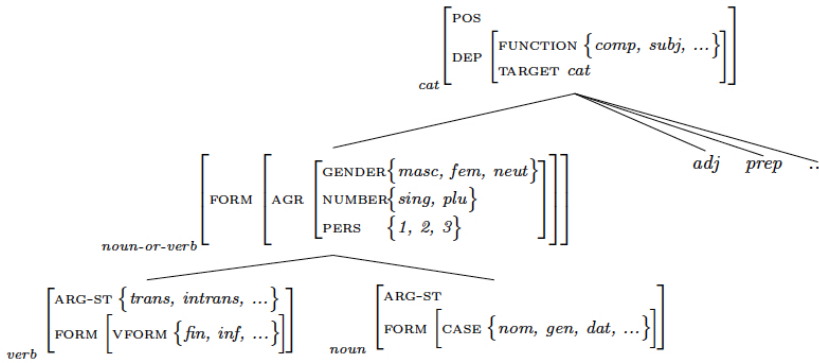 POS
DEP FUNCTION {comp, subj, ...}
TARGET cat
cat
adj prep ..
GENDER{masc, fem, neut}
FORM AGR NUMBER{sing, plu}
PERS {1, 2, 3}
noun-or-verb
ARG-ST {trans, intrans, ...}
FORM VFORM {fin, inf, ...}
verb
ARG-ST
FORM CASE {nom, gen, dat, ...}
noun